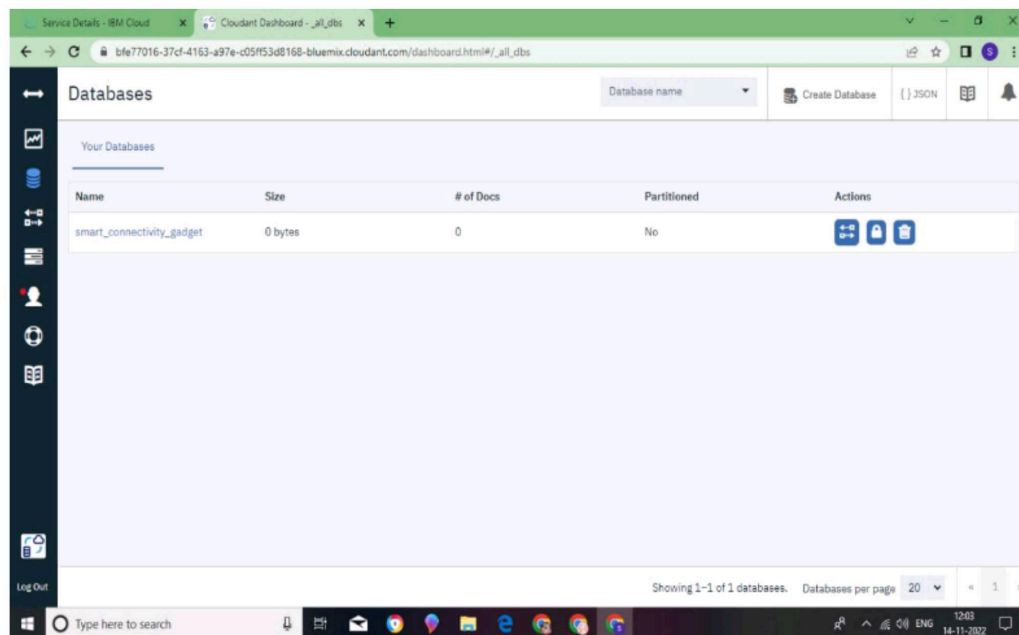 Service Details - IBM Cloud
Cloudant Dashboard - _all_dbs
bfe77016-37cf-4163-a97e-c05ff53d8168-bluemix.cloudant.com/dashboard.html#/_all_dbs
S
Databases
Database name
Create Database
{ } JSON
Your Databases
Name Size # of Docs Partitioned Actions
smart_connectivity_gadget 0 bytes 0 No
Log Out
Showing 1–1 of 1 databases. Databases per page 20 « 1
Type here to search
ENG
12:03
14-11-2022